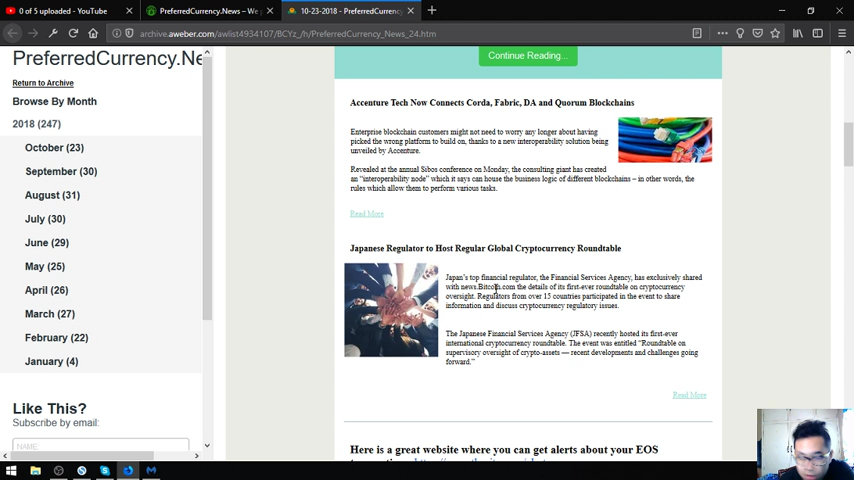 0 of 5 uploaded - YouTube
PreferredCurrency.News – We p
10-23-2018 - PreferredCurrency.
archive.aweber.com/awlist4934107/BCYz_/h/PreferredCurrency_News_24.htm
PreferredCurrency.Ne
Return to Archive
Browse By Month
2018 (247)
October (23)
September (30)
August (31)
July (30)
June (29)
May (25)
April (26)
March (27)
February (22)
January (4)
Like This?
Subscribe by email:
NAME:
Continue Reading...
Accenture Tech Now Connects Corda, Fabric, DA and Quorum Blockchains
Enterprise blockchain customers might not need to worry any longer about having
picked the wrong platform to build on, thanks to a new interoperability solution being
unveiled by Accenture.
Revealed at the annual Sibos conference on Monday, the consulting giant has created
an “interoperability node” which it says can house the business logic of different blockchains – in other words, the
rules which allow them to perform various tasks.
Read More
Japanese Regulator to Host Regular Global Cryptocurrency Roundtable
Japan’s top financial regulator, the Financial Services Agency, has exclusively shared
with news.Bitcoin.com the details of its first-ever roundtable on cryptocurrency
oversight. Regulators from over 15 countries participated in the event to share
information and discuss cryptocurrency regulatory issues.
The Japanese Financial Services Agency (JFSA) recently hosted its first-ever
international cryptocurrency roundtable. The event was entitled “Roundtable on
supervisory oversight of crypto-assets — recent developments and challenges going
forward.”
Read More
Here is a great website where you can get alerts about your EOS